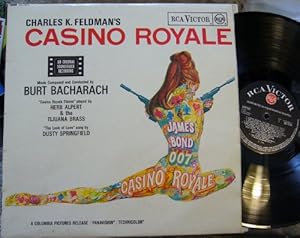 CHARLES K. FELDMAN'S
CASINO ROYALE
RCA VICTOR
AN ORIGINAL
SOUNDTRACK
RECORDING
Music Composed and Conducted by
BURT BACHARACH
"Casino Royale Theme" played by
HERB ALPERT
& the
TIJUANA BRASS
"The Look of Love" sung by
DUSTY SPRINGFIELD
JAMES
BOND
007
CASINO ROYALE
A COLUMBIA PICTURES RELEASE "PANAVISION" "TECHNICOLOR"
RCA VICTOR